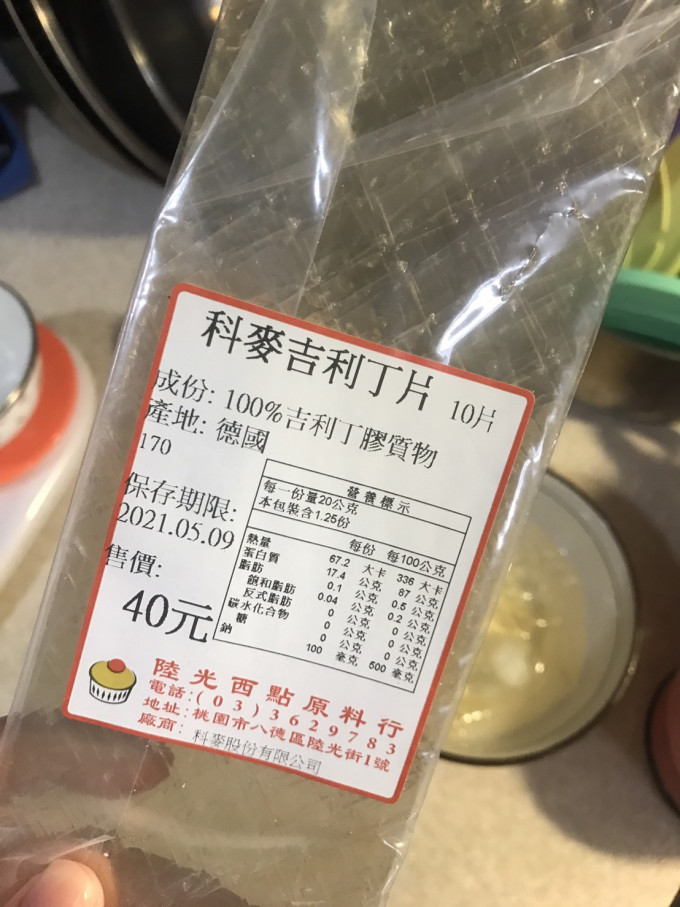 科麥吉利丁片 10片
成份: 100%吉利丁膠質物
產地: 德國
170
保存期限:
2021.05.09
售價:
40元
營養標示
每一份量20公克
本包裝含1.25份
每份 每100公克
熱量 67.2 大卡 336 大卡
蛋白質 17.4 公克 87 公克
脂肪 0.1 公克 0.5 公克
飽和脂肪 0.04 公克 0.2 公克
反式脂肪 0 公克 0 公克
碳水化合物 0 公克 0 公克
糖 0 公克 0 公克
鈉 100 毫克 500 毫克
陸光西點原料行
電話:(03)3629783
地址:桃園市八德區陸光街1號
廠商: 科麥股份有限公司